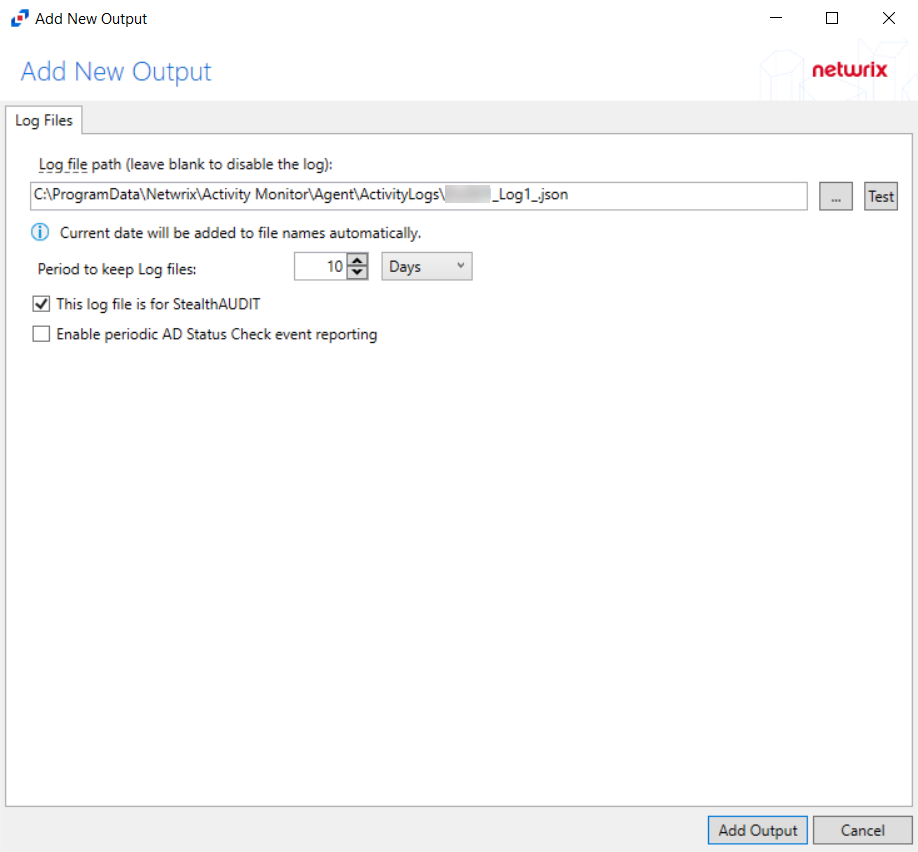 Add New Output
Add New Output
netwrix
Log Files
Log file path (leave blank to disable the log):
C:\ProgramData\Netwrix\Activity Monitor\Agent\ActivityLogs\ _Log1_.json
...
Test
Current date will be added to file names automatically.
Period to keep Log files:
10
Days
This log file is for StealthAUDIT
Enable periodic AD Status Check event reporting
Add Output
Cancel